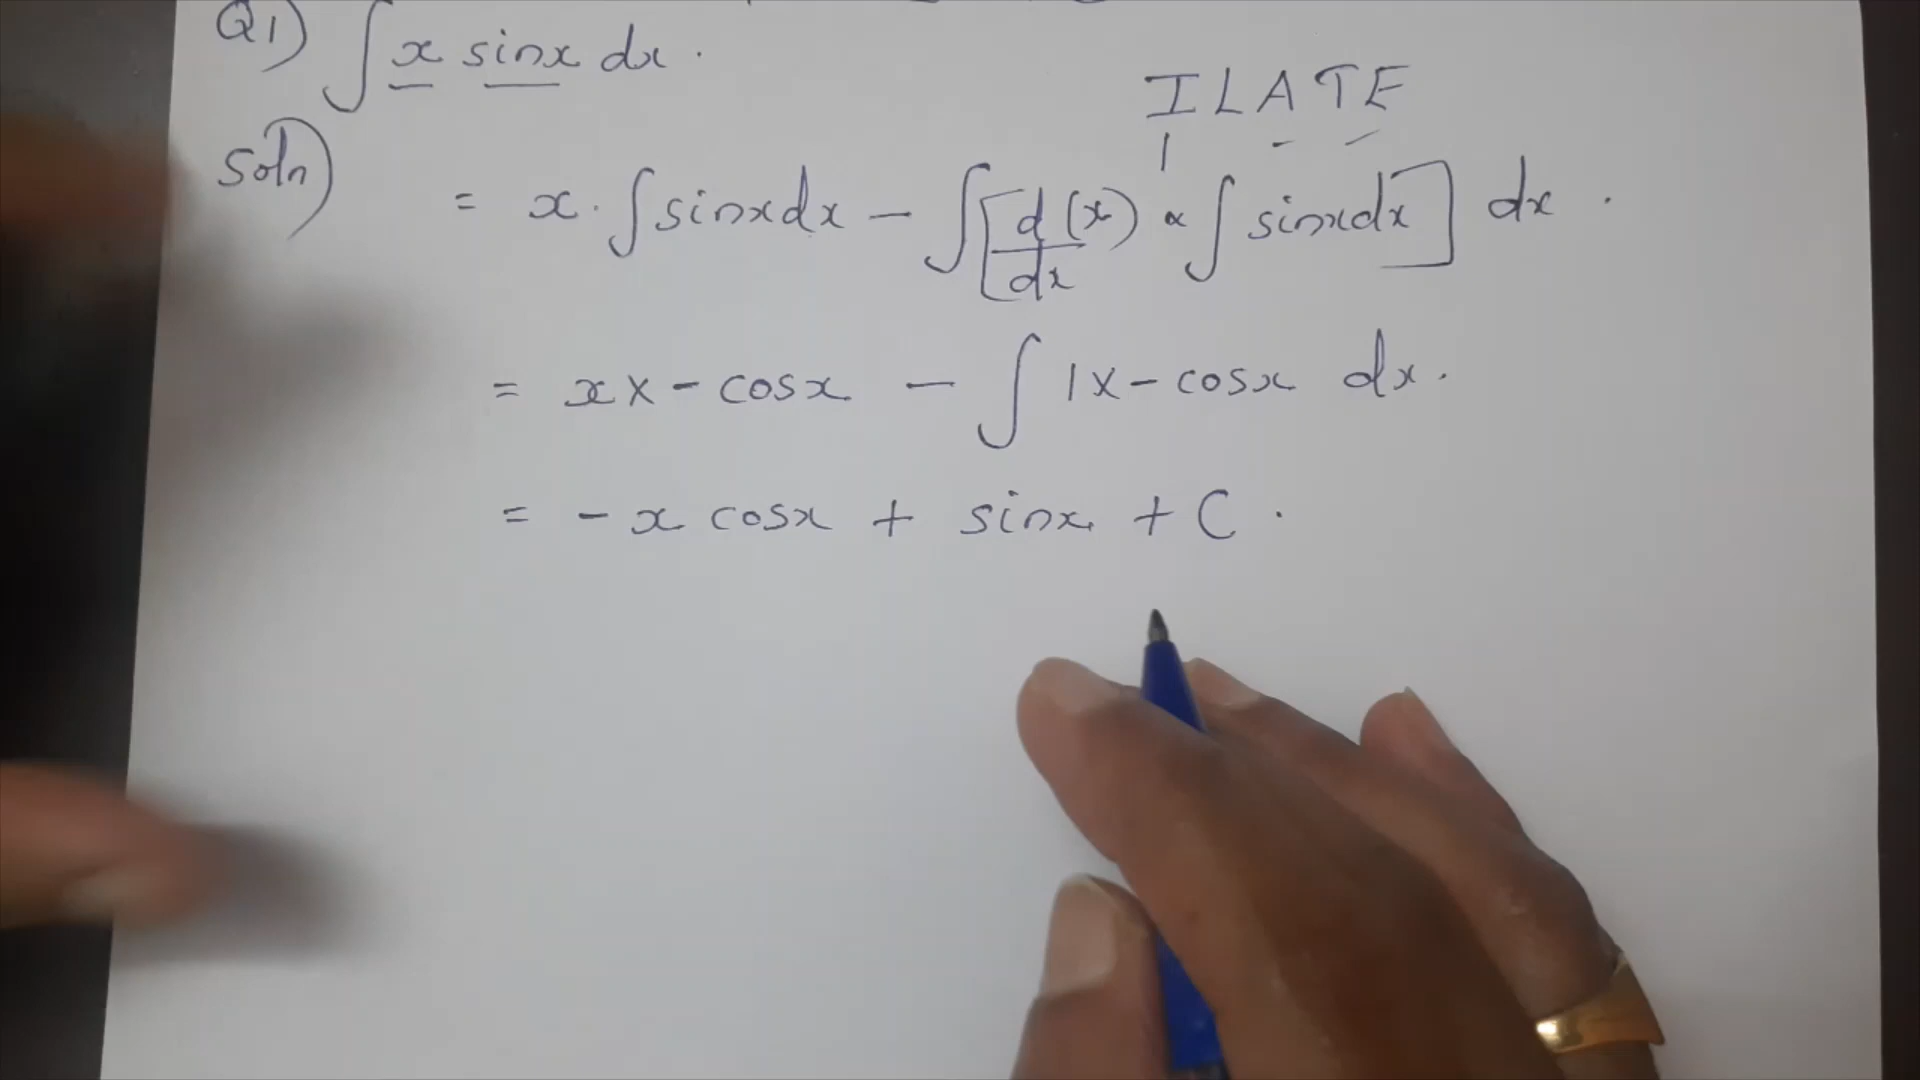 Q1) ∫ x sinx dx .
ILATE
Soln)
= x . ∫ sinx dx − ∫ [ d/dx (x) × ∫ sinx dx ] dx .
= x × − cosx − ∫ 1 × − cosx dx .
= − x cosx + sinx + C .